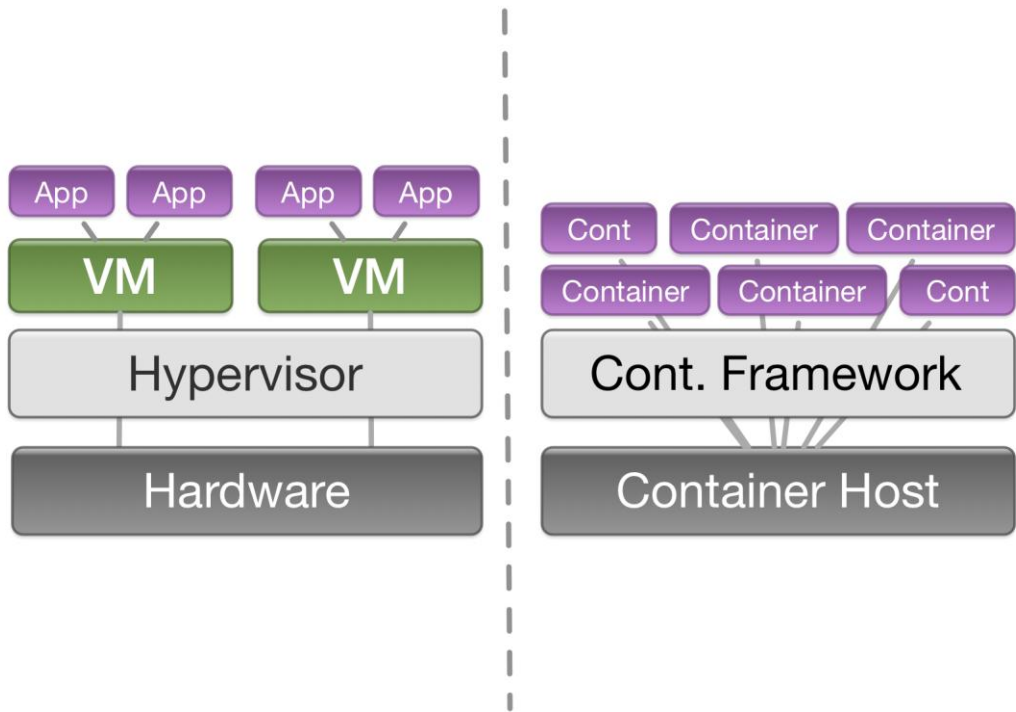 App App App App
VM VM
Hypervisor
Hardware
Cont Container Container
Container Container Cont
Cont. Framework
Container Host